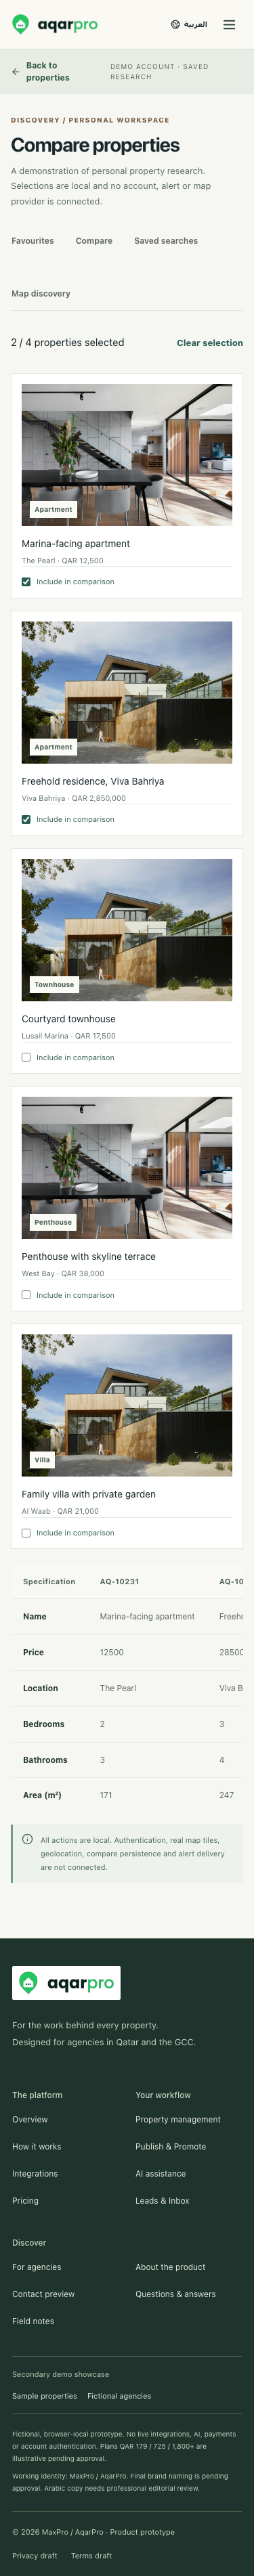 aqarpro
العربية
Back to
properties
DEMO ACCOUNT · SAVED
RESEARCH
DISCOVERY / PERSONAL WORKSPACE
Compare properties
A demonstration of personal property research.
Selections are local and no account, alert or map
provider is connected.
Favourites Compare Saved searches
Map discovery
2 / 4 properties selected Clear selection
Apartment
Marina-facing apartment
The Pearl · QAR 12,500
Include in comparison
Apartment
Freehold residence, Viva Bahriya
Viva Bahriya · QAR 2,850,000
Include in comparison
Townhouse
Courtyard townhouse
Lusail Marina · QAR 17,500
Include in comparison
Penthouse
Penthouse with skyline terrace
West Bay · QAR 38,000
Include in comparison
Villa
Family villa with private garden
Al Waab · QAR 21,000
Include in comparison
Specification AQ-10231 AQ-10
Name Marina-facing apartment Freeho
Price 12500 28500
Location The Pearl Viva B
Bedrooms 2 3
Bathrooms 3 4
Area (m²) 171 247
All actions are local. Authentication, real map tiles,
geolocation, compare persistence and alert delivery
are not connected.
aqarpro
For the work behind every property.
Designed for agencies in Qatar and the GCC.
The platform Your workflow
Overview Property management
How it works Publish & Promote
Integrations AI assistance
Pricing Leads & Inbox
Discover
For agencies About the product
Contact preview Questions & answers
Field notes
Secondary demo showcase
Sample properties Fictional agencies
Fictional, browser-local prototype. No live integrations, AI, payments
or account authentication. Plans QAR 179 / 725 / 1,800+ are
illustrative pending approval.
Working identity: MaxPro / AqarPro. Final brand naming is pending
approval. Arabic copy needs professional editorial review.
© 2026 MaxPro / AqarPro · Product prototype
Privacy draft Terms draft